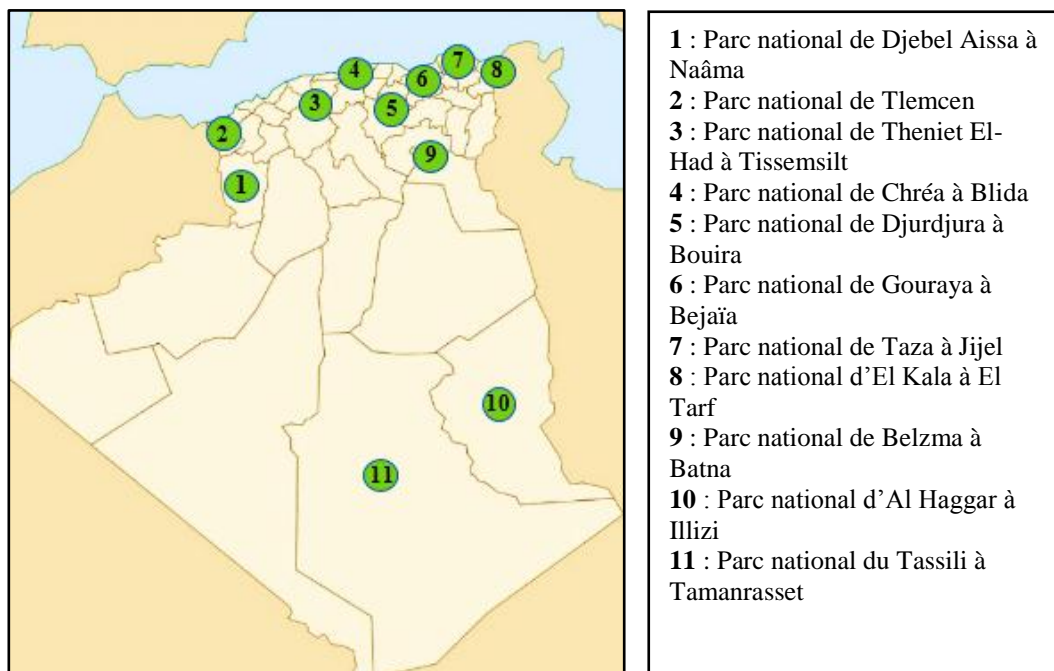 7
4
8
6
3
5
2
9
1
10
11
1 : Parc national de Djebel Aissa à
Naâma
2 : Parc national de Tlemcen
3 : Parc national de Theniet El-
Had à Tissemsilt
4 : Parc national de Chréa à Blida
5 : Parc national de Djurdjura à
Bouira
6 : Parc national de Gouraya à
Bejaïa
7 : Parc national de Taza à Jijel
8 : Parc national d’El Kala à El
Tarf
9 : Parc national de Belzma à
Batna
10 : Parc national d’Al Haggar à
Illizi
11 : Parc national du Tassili à
Tamanrasset